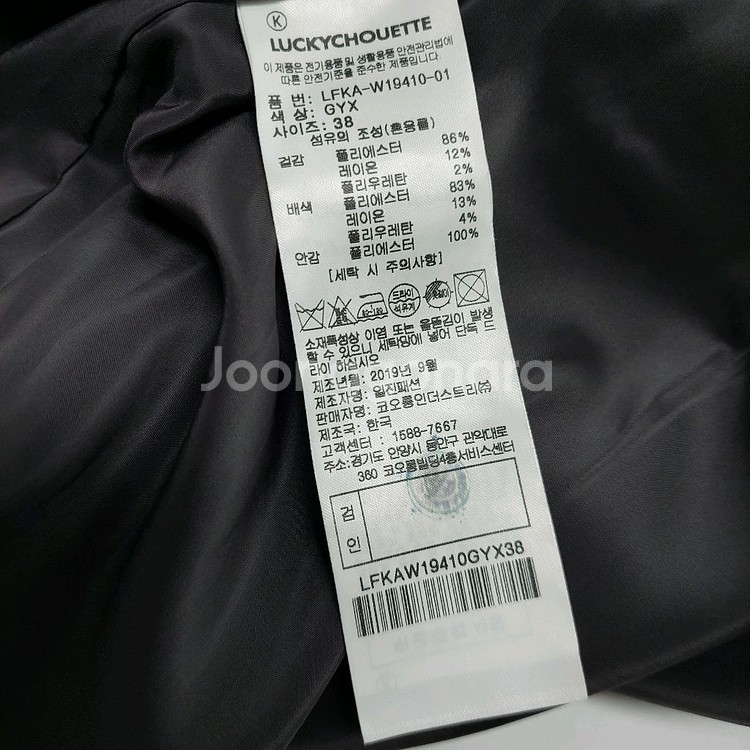 K
LUCKYCHOUETTE
이 제품은 전기용품 및 생활용품 안전관리법에
따른 안전기준을 준수한 제품입니다.
품 번: LFKA-W19410-01
색 상: GYX
사이즈: 38
섬유의 조성(혼용률)
겉감 폴리에스터 86%
레이온 12%
폴리우레탄 2%
배색 폴리에스터 83%
레이온 13%
폴리우레탄 4%
안감 폴리에스터 100%
[세탁 시 주의사항]
드라이
석유계
소재특성상 이염 또는 올뜯김이 발생
할 수 있으니 세탁망에 넣어 단독 드
라이 하십시오
제조년월: 2019년 9월
제조자명: 일진패션
판매자명: 코오롱인더스트리㈜
제조국: 한국
고객센터 : 1588-7667
주소:경기도 안양시 동안구 관악대로
360 코오롱빌딩4층서비스센터
검
인
LFKAW19410GYX38